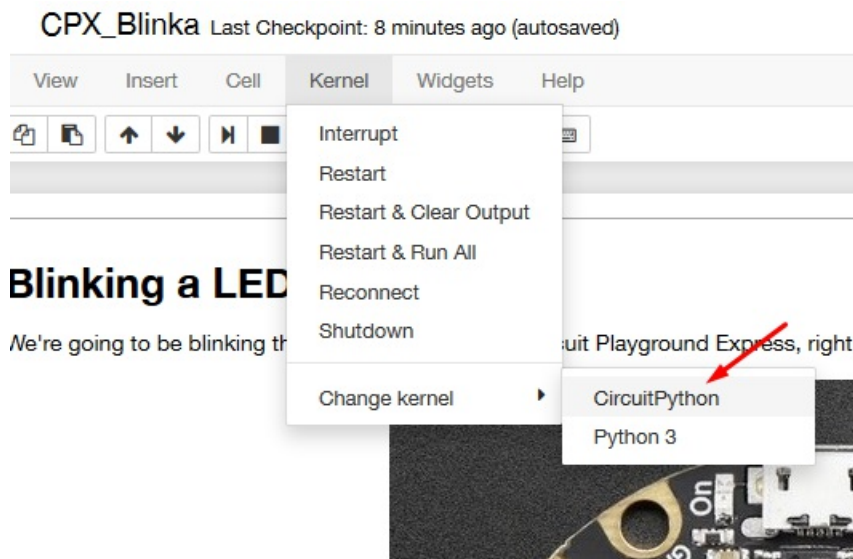 CPX_Blinka Last Checkpoint: 8 minutes ago (autosaved)
View Insert Cell Kernel Widgets Help
Interrupt
Restart
Restart & Clear Output
Restart & Run All
Reconnect
Shutdown
Change kernel
CircuitPython
Python 3
Blinking a LED
We're going to be blinking Playground Express, right
On